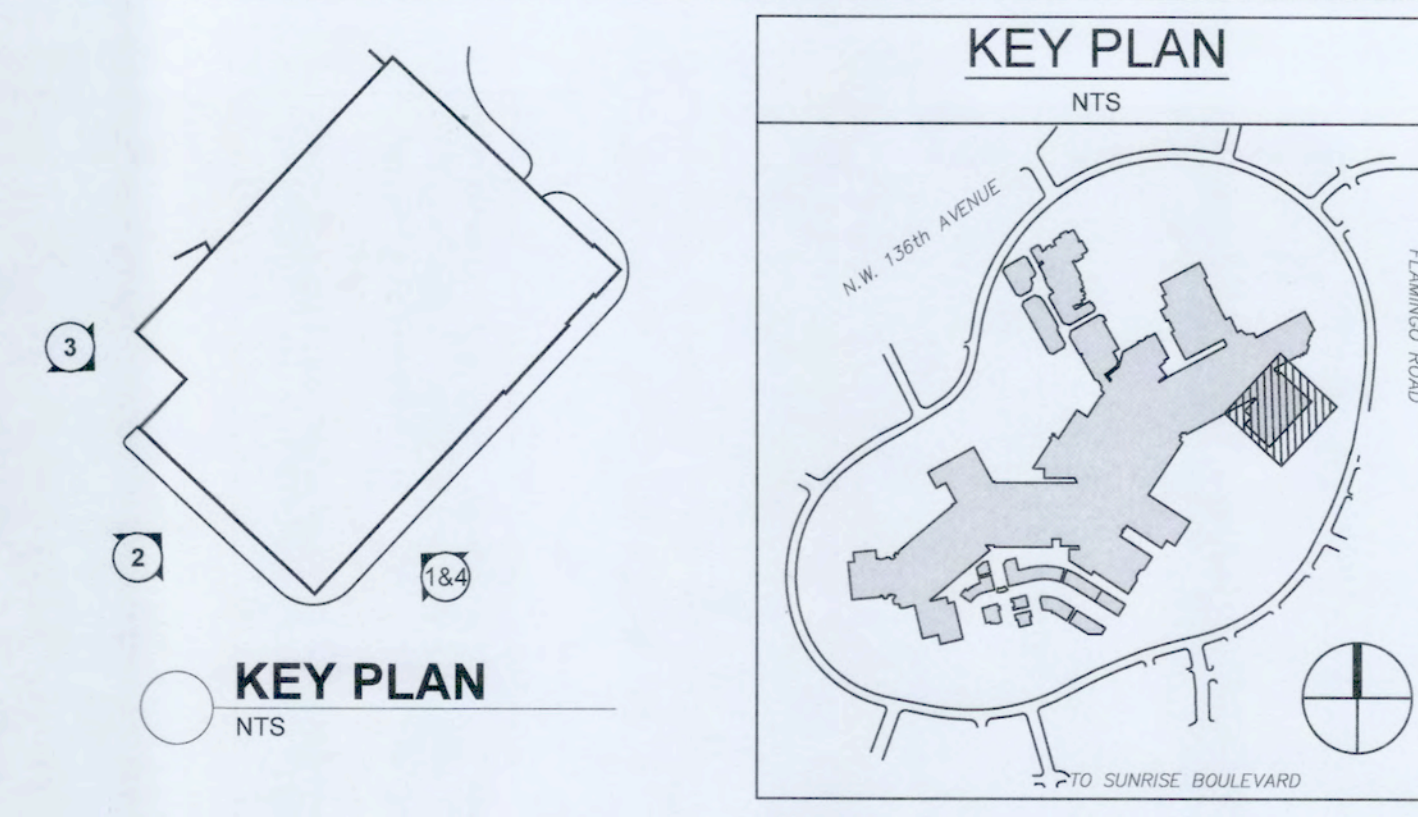 3
2
1&4
KEY PLAN
NTS
KEY PLAN
NTS
N.W. 136th AVENUE
FLAMINGO ROAD
TO SUNRISE BOULEVARD